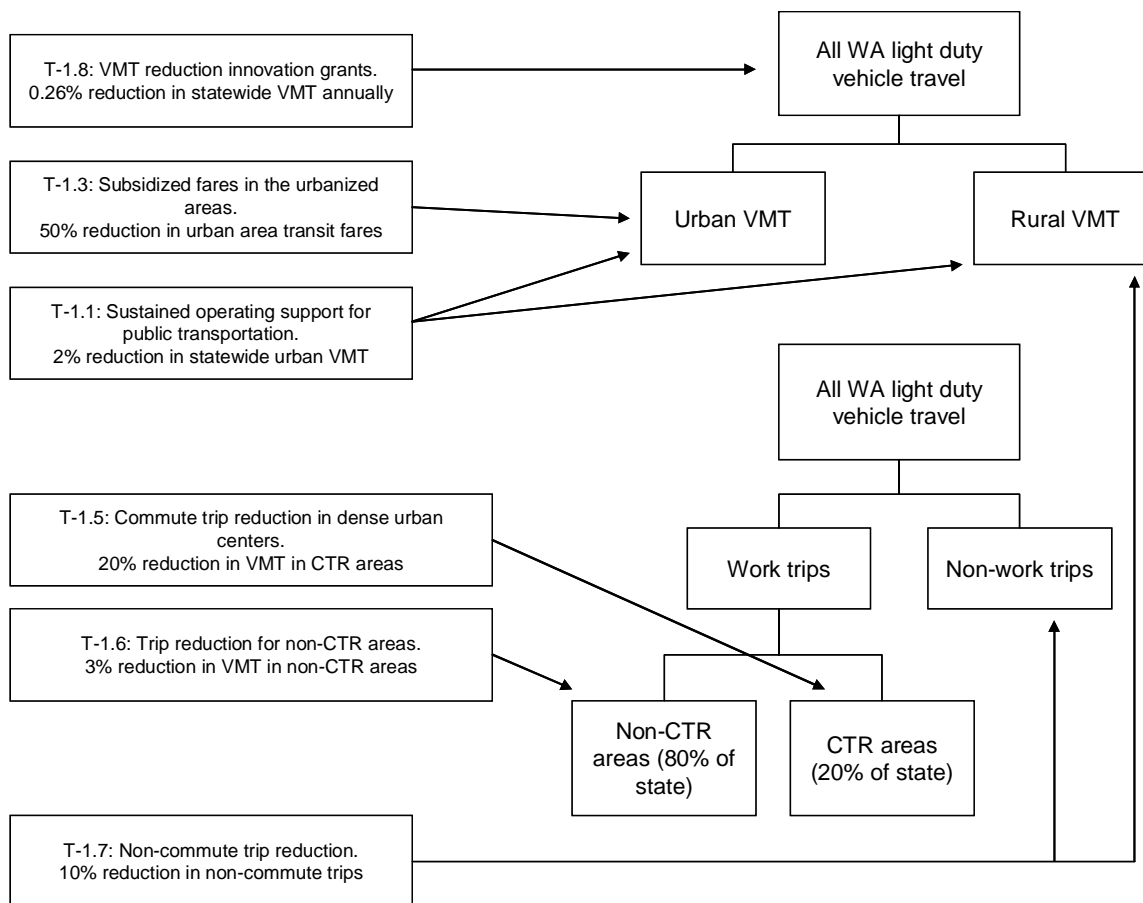 All WA light duty
vehicle travel
T-1.8: VMT reduction innovation grants.
0.26% reduction in statewide VMT annually
T-1.3: Subsidized fares in the urbanized
areas.
50% reduction in urban area transit fares
Urban VMT
Rural VMT
T-1.1: Sustained operating support for
public transportation.
2% reduction in statewide urban VMT
All WA light duty
vehicle travel
T-1.5: Commute trip reduction in dense urban
centers.
20% reduction in VMT in CTR areas
Work trips
Non-work trips
T-1.6: Trip reduction for non-CTR areas.
3% reduction in VMT in non-CTR areas
Non-CTR
areas (80% of
state)
CTR areas
(20% of state)
T-1.7: Non-commute trip reduction.
10% reduction in non-commute trips